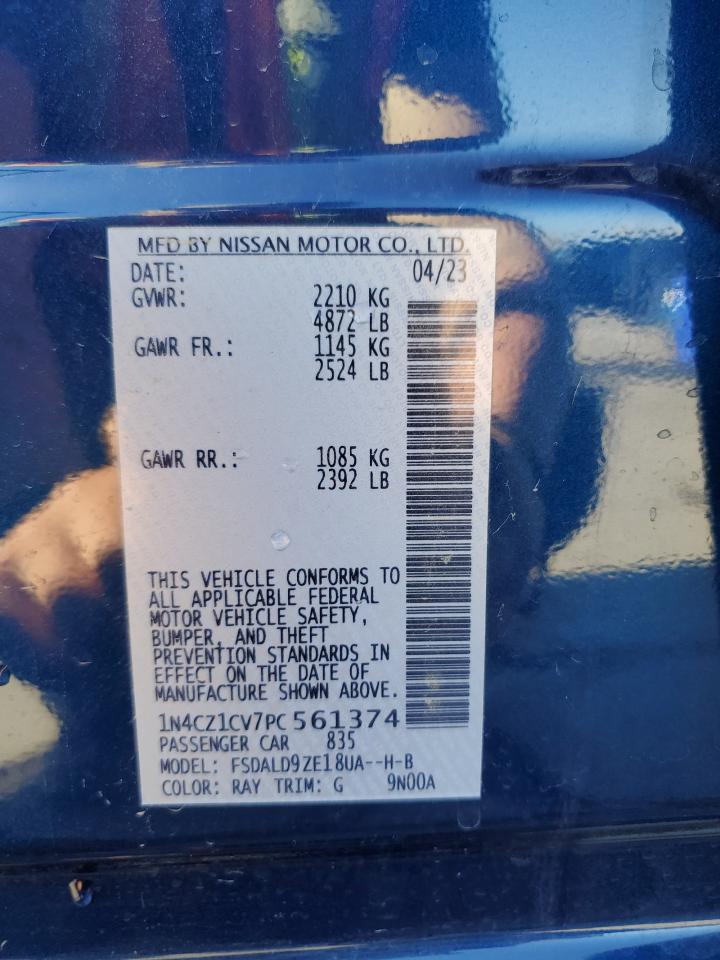 MFD BY NISSAN MOTOR CO., LTD.
DATE: 04/23
GVWR: 2210 KG
4872 LB
GAWR FR.: 1145 KG
2524 LB
GAWR RR.: 1085 KG
2392 LB
THIS VEHICLE CONFORMS TO
ALL APPLICABLE FEDERAL
MOTOR VEHICLE SAFETY,
BUMPER, AND THEFT
PREVENTION STANDARDS IN
EFFECT ON THE DATE OF
MANUFACTURE SHOWN ABOVE.
1N4CZ1CV7PC561374
PASSENGER CAR 835
MODEL: FSDALD9ZE18UA--H-B
COLOR: RAY TRIM: G 9N00A